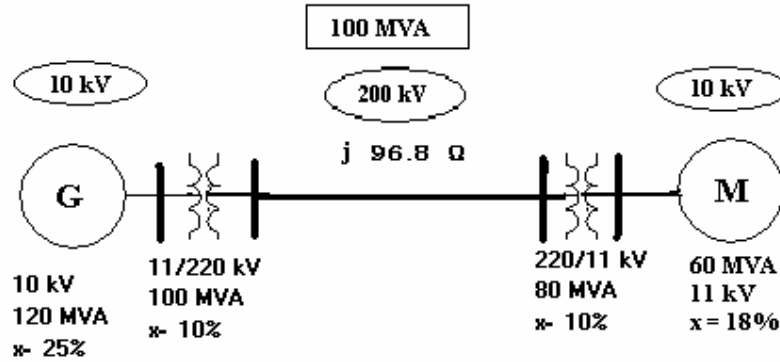 100 MVA
10 kV
200 kV
10 kV
j 96.8 Ω
G
M
10 kV
120 MVA
x- 25%
11/220 kV
100 MVA
x- 10%
220/11 kV
80 MVA
x- 10%
60 MVA
11 kV
x = 18%